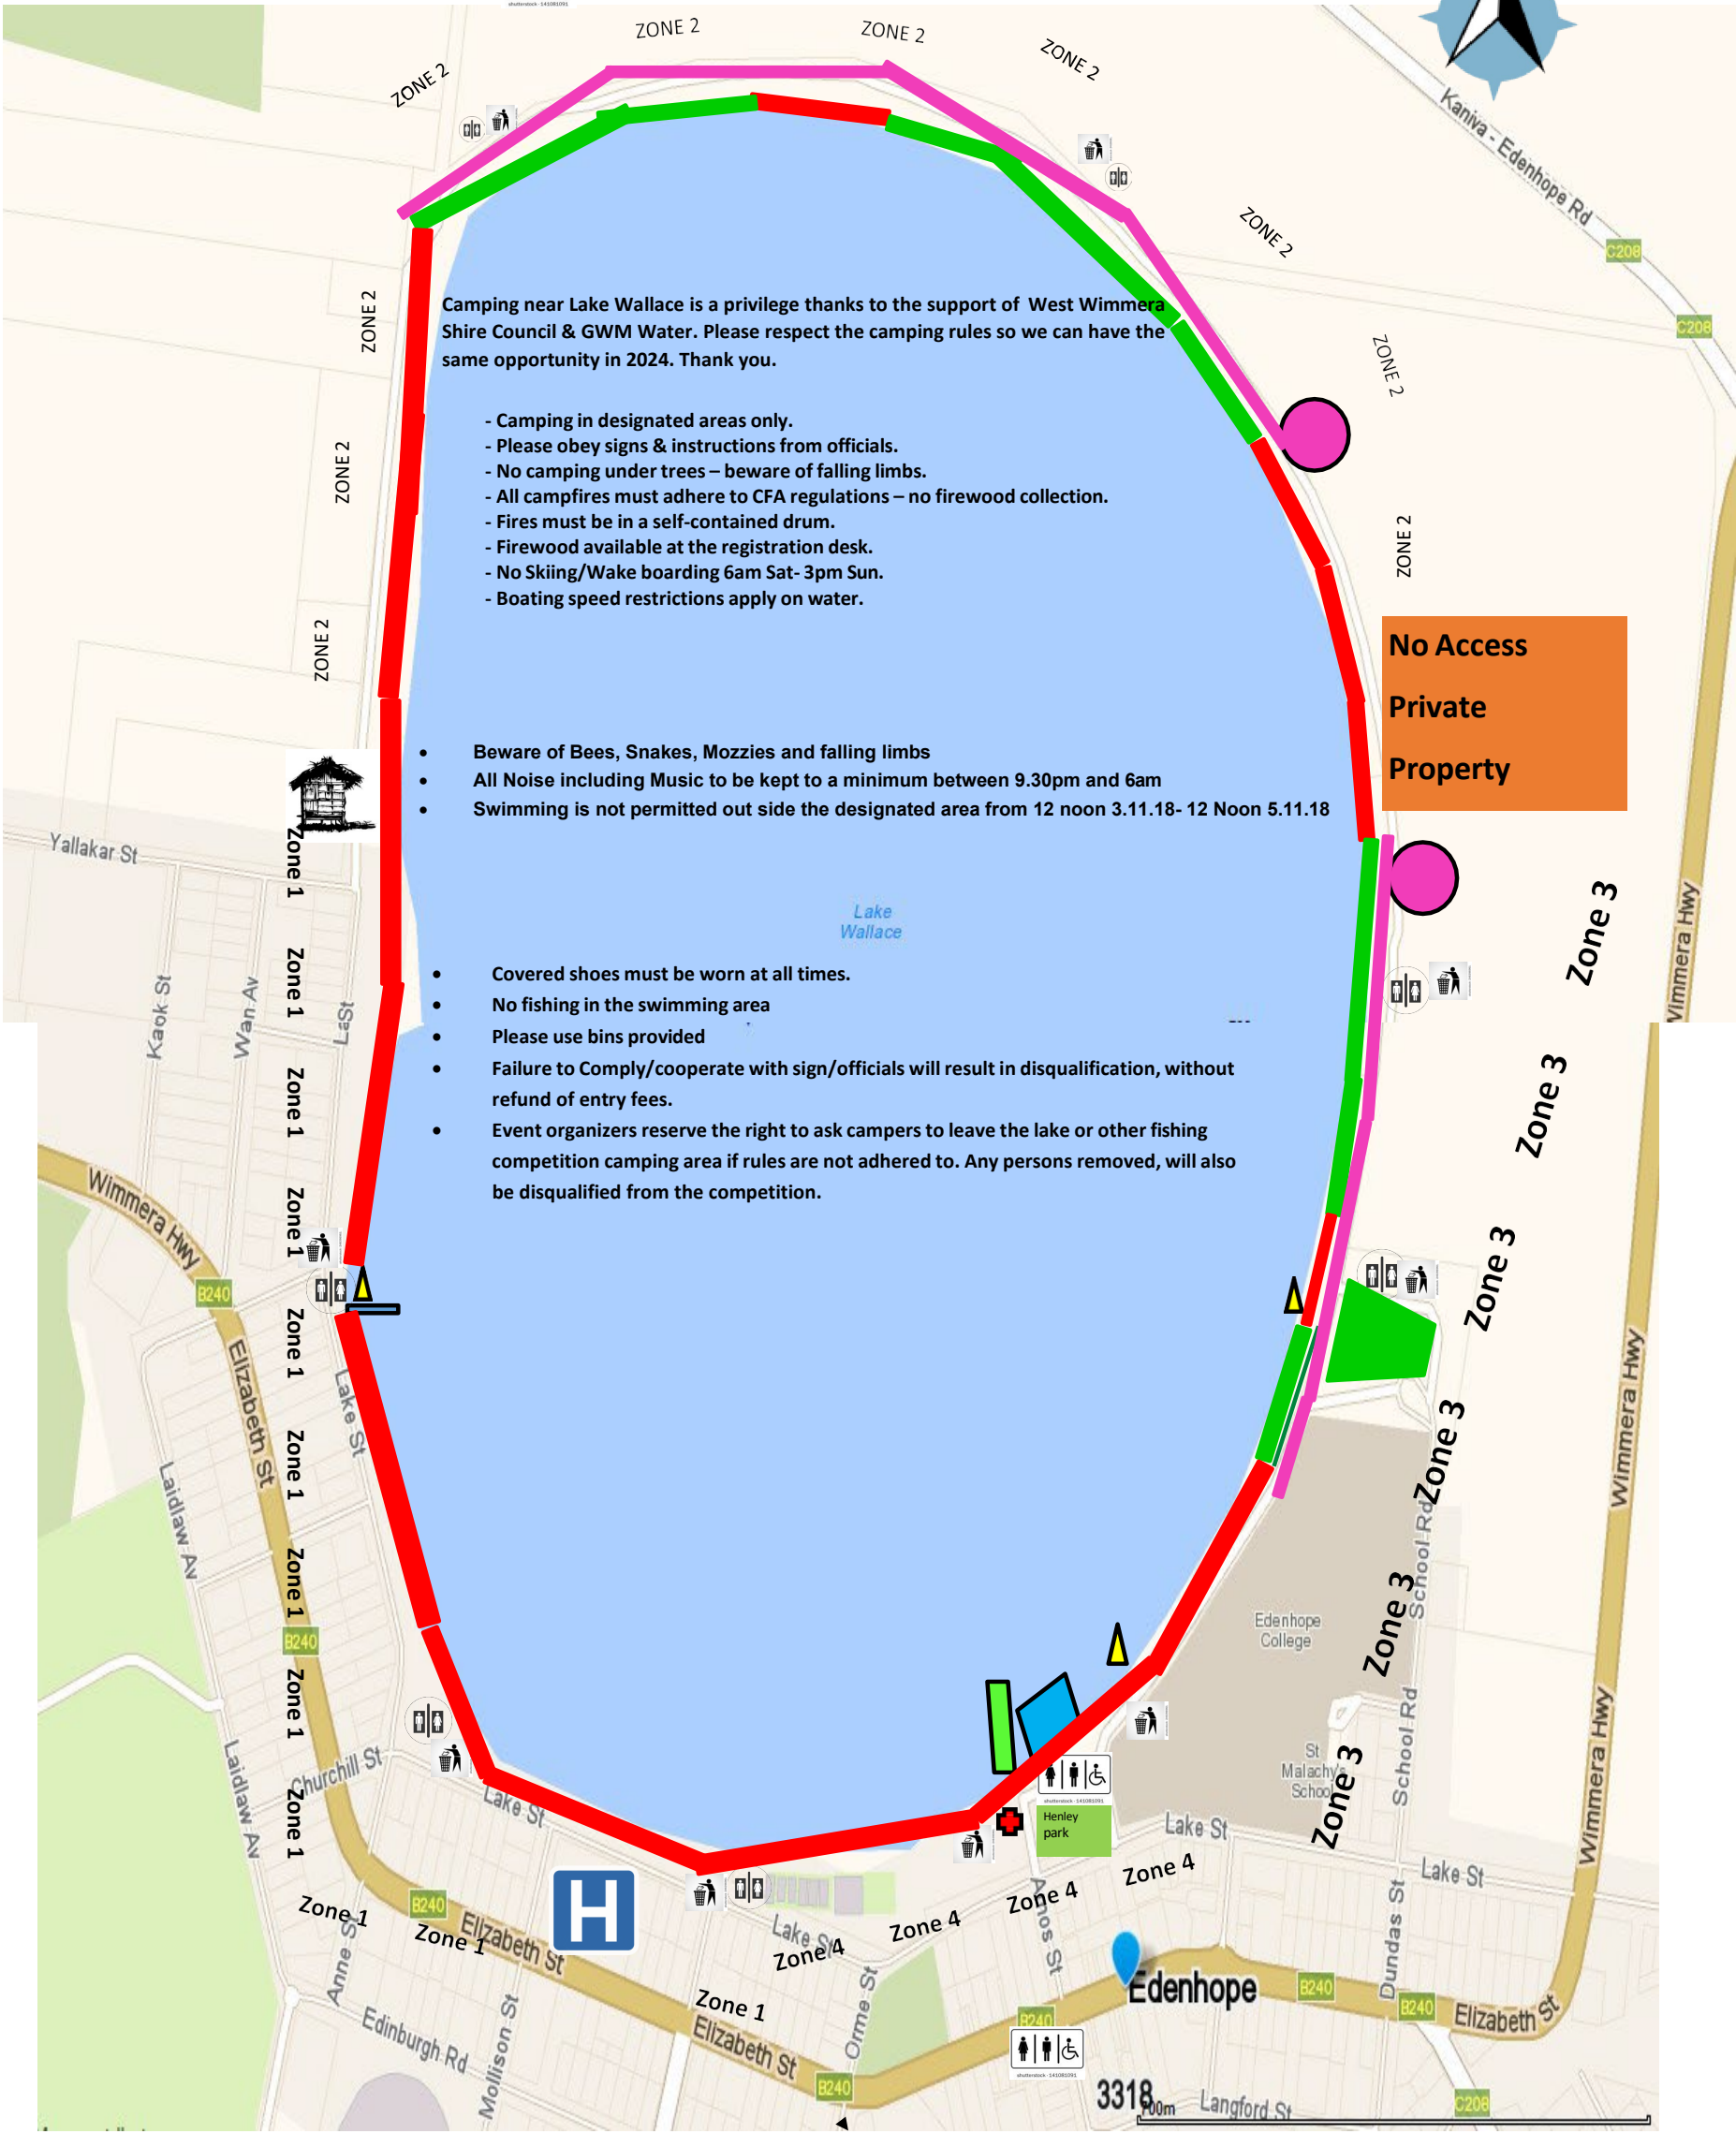 shutterstock · 141081091
ZONE 2
ZONE 2
ZONE 2
ZONE 2
Kaniva - Edenhope Rd
ZONE 2
C208
ZONE 2
C208
ZONE 2
Camping near Lake Wallace is a privilege thanks to the support of West Wimmera
Shire Council & GWM Water. Please respect the camping rules so we can have the
same opportunity in 2024. Thank you.
- Camping in designated areas only.
- Please obey signs & instructions from officials.
- No camping under trees – beware of falling limbs.
- All campfires must adhere to CFA regulations – no firewood collection.
- Fires must be in a self-contained drum.
- Firewood available at the registration desk.
- No Skiing/Wake boarding 6am Sat- 3pm Sun.
- Boating speed restrictions apply on water.
ZONE 2
ZONE 2
ZONE 2
No Access
Private
Property
• Beware of Bees, Snakes, Mozzies and falling limbs
• All Noise including Music to be kept to a minimum between 9.30pm and 6am
• Swimming is not permitted out side the designated area from 12 noon 3.11.18- 12 Noon 5.11.18
Yallakar St
Zone 1
Lake
Wallace
Zone 3
Wimmera Hwy
• Covered shoes must be worn at all times.
• No fishing in the swimming area
• Please use bins provided
• Failure to Comply/cooperate with sign/officials will result in disqualification, without
refund of entry fees.
• Event organizers reserve the right to ask campers to leave the lake or other fishing
competition camping area if rules are not adhered to. Any persons removed, will also
be disqualified from the competition.
Kaok St
Wan Av
LaSt
Zone 1
Zone 1
Zone 3
Wimmera Hwy
Zone 1
B240
Zone 3
Zone 1
Elizabeth St
Lake St
Wimmera Hwy
Laidlaw Av
Zone 1
Zone 3
School Rd
Zone 1
B240
Edenhope
College
Zone 3
Zone 1
School Rd
Wimmera Hwy
Laidlaw Av
Churchill St
Zone 1
Lake St
St
Malachy's
School
Zone 3
shutterstock · 141081091
Henley
park
Lake St
Lake St
Zone 4
Zone 4
Zone 4
Zone 4
Lake St
H
Zone 1
Anne St
B240
Zone 1
Elizabeth St
Anos St
Dundas St
Edenhope
B240
B240
Elizabeth St
Zone 1
Elizabeth St
Orme St
B240
Edinburgh Rd
Mollison St
B240
shutterstock · 141081091
3318
700m
Langford St
C208